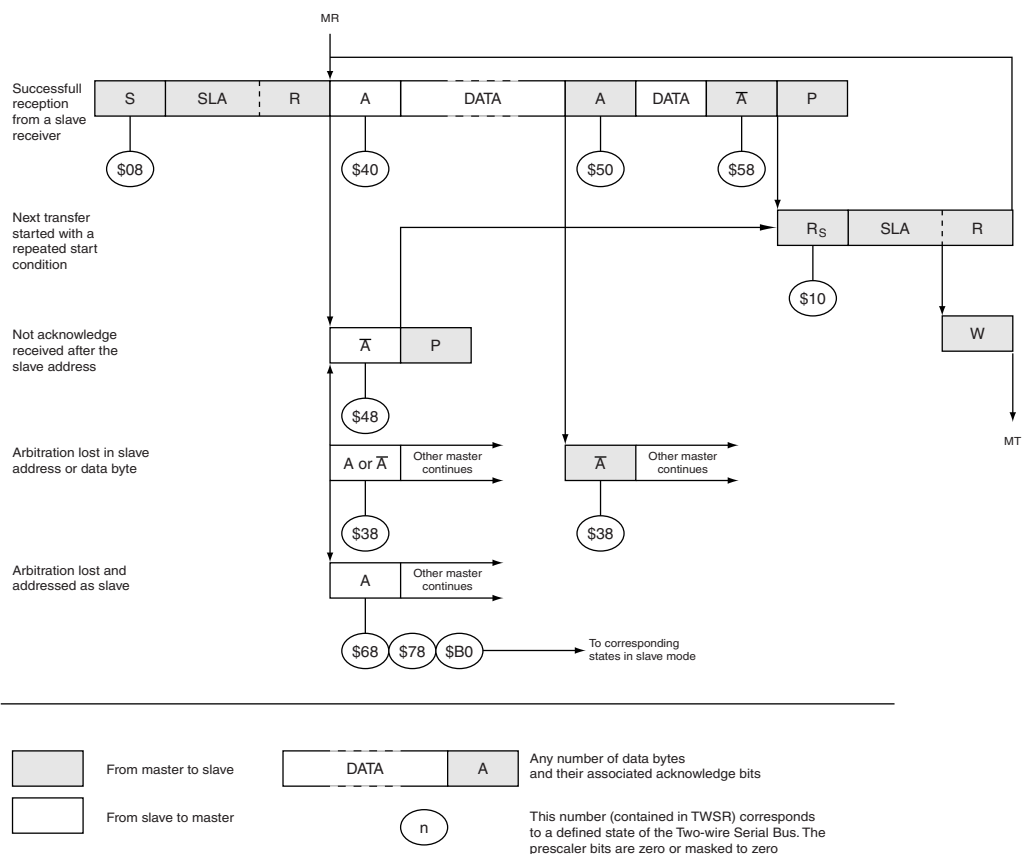 MR
Successfull
reception
from a slave
receiver
S SLA R A DATA A DATA A̅ P
$08 $40 $50 $58
Next transfer
started with a
repeated start
condition
RS SLA R
$10
Not acknowledge
received after the
slave address
A̅ P
W
$48
MT
Arbitration lost in slave
address or data byte
A or A̅ Other master
continues
A̅ Other master
continues
$38 $38
Arbitration lost and
addressed as slave
A Other master
continues
$68 $78 $B0
To corresponding
states in slave mode
From master to slave
DATA A
Any number of data bytes
and their associated acknowledge bits
From slave to master
n
This number (contained in TWSR) corresponds
to a defined state of the Two-wire Serial Bus. The
prescaler bits are zero or masked to zero